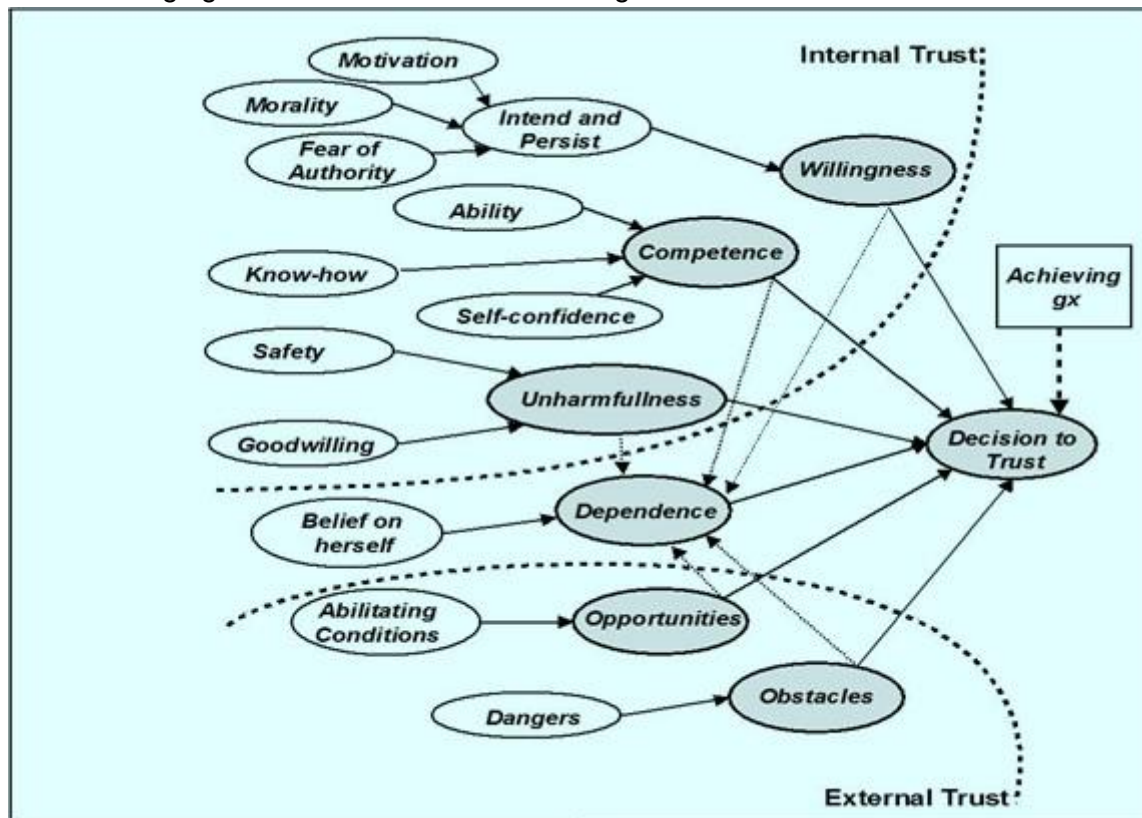 Motivation
Internal Trust
Morality
Intend and
Persist
Fear of
Authority
Willingness
Ability
Competence
Know-how
Achieving
gx
Self-confidence
Safety
Unharmfullness
Goodwilling
Decision to
Trust
Dependence
Belief on
herself
Abilitating
Conditions
Opportunities
Obstacles
Dangers
External Trust